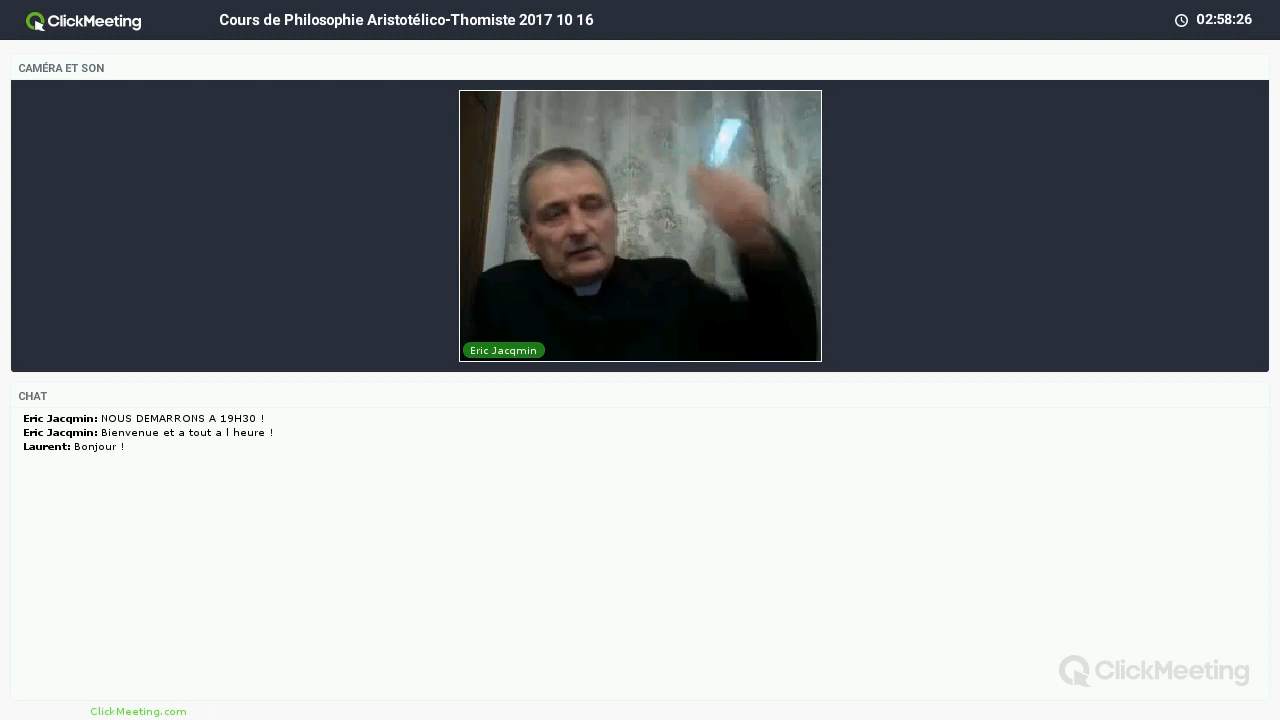 ClickMeeting Cours de Philosophie Aristotélico-Thomiste 2017 10 16 02:58:26
CAMÉRA ET SON
Eric Jacqmin
CHAT
Eric Jacqmin: NOUS DEMARRONS A 19H30 !
Eric Jacqmin: Bienvenue et a tout a l heure !
Laurent: Bonjour !
ClickMeeting
ClickMeeting.com